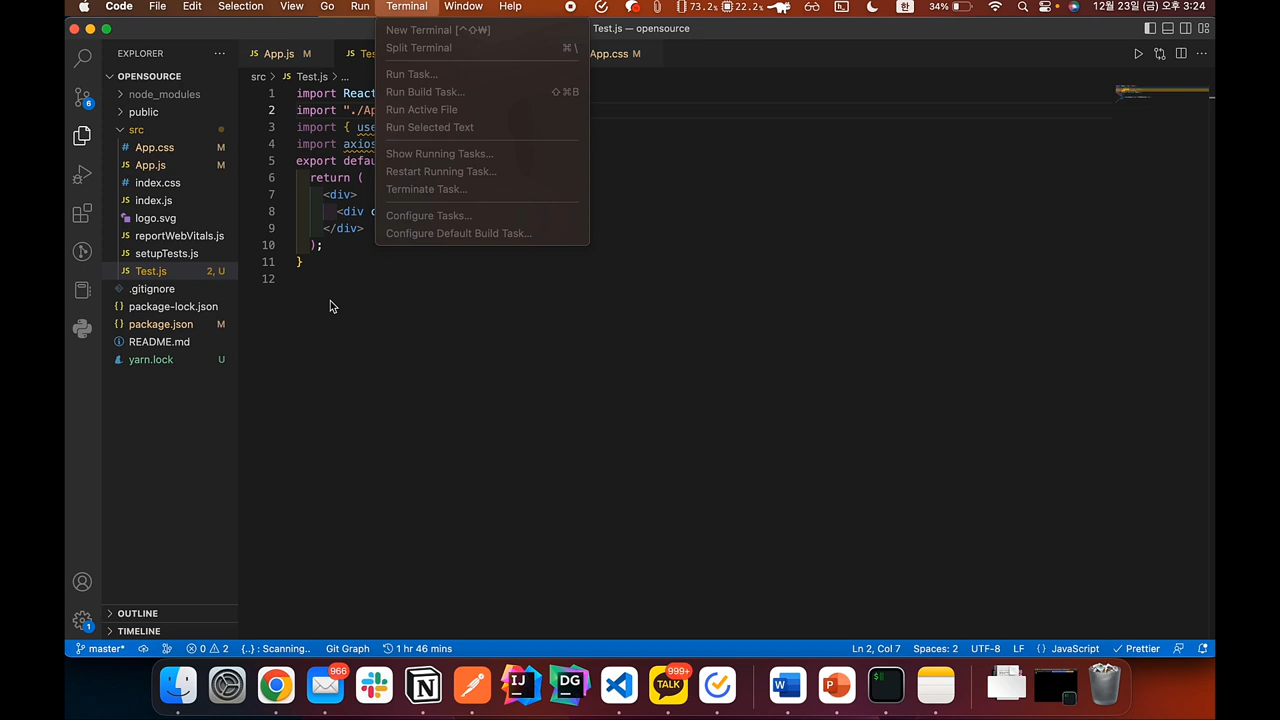 Code File Edit Selection View Go Run Terminal Window Help 73.2% 22.2% 한 34% 12월 23일 (금) 오후 3:24
Test.js — opensource
New Terminal [^⇧₩]
Split Terminal ⌘\
Run Task...
Run Build Task... ⇧⌘B
Run Active File
Run Selected Text
Show Running Tasks...
Restart Running Task...
Terminate Task...
Configure Tasks...
Configure Default Build Task...
EXPLORER ...
OPENSOURCE
node_modules
public
src
App.css M
App.js M
index.css
index.js
logo.svg
reportWebVitals.js
setupTests.js
Test.js 2, U
.gitignore
package-lock.json
package.json M
README.md
yarn.lock U
OUTLINE
TIMELINE
6
1
App.js M
App.css M
src > Test.js > ...
1 import Reac
2 import "./A
3 import { us
4 import axios
5 export defau
6 return (
7 <div>
8 <div c
9 </div>
10 );
11 }
12
master* 0 2 {..} : Scanning.. Git Graph 1 hr 46 mins Ln 2, Col 7 Spaces: 2 UTF-8 LF {} JavaScript Prettier
966
999+
TALK
IJ
DG
N
W
P
$